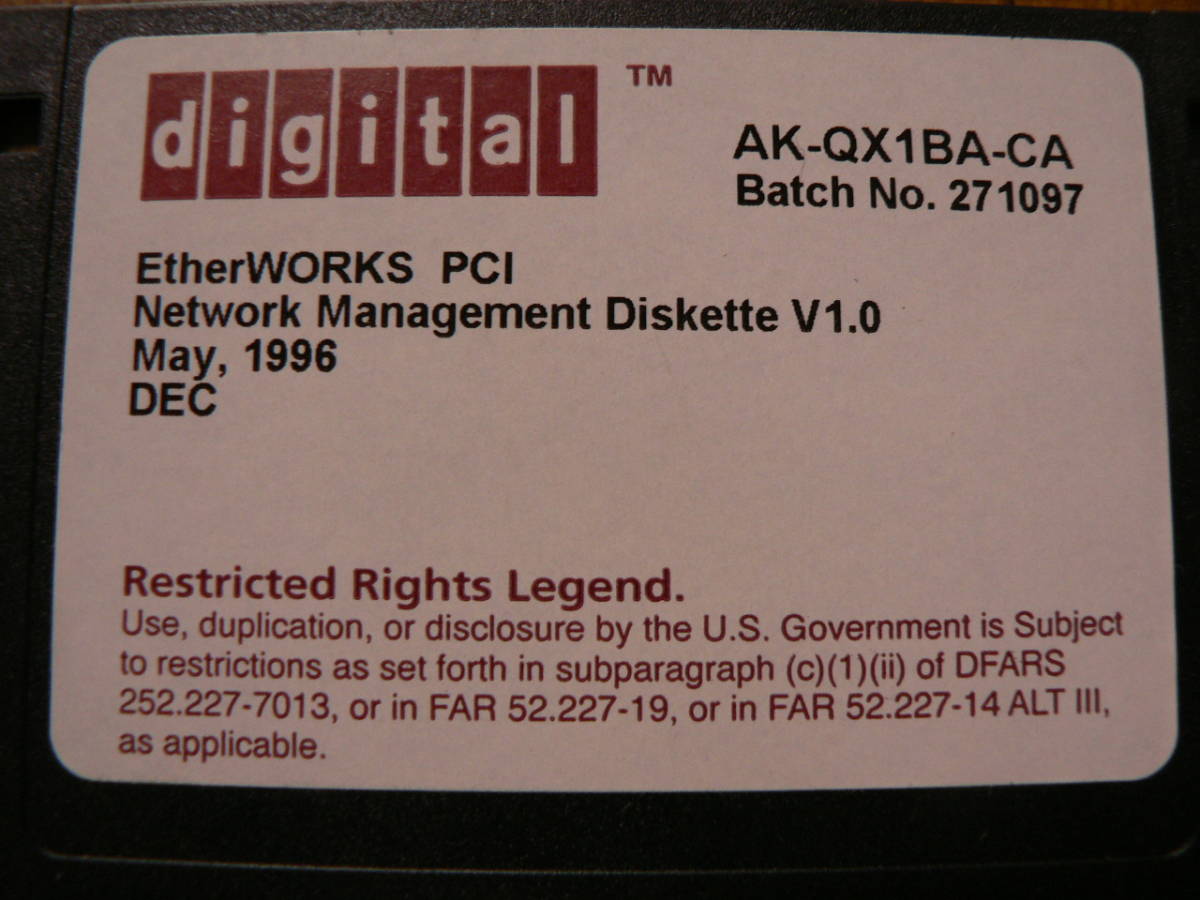 digital TM
AK-QX1BA-CA
Batch No. 271097
EtherWORKS PCI
Network Management Diskette V1.0
May, 1996
DEC
Restricted Rights Legend.
Use, duplication, or disclosure by the U.S. Government is Subject
to restrictions as set forth in subparagraph (c)(1)(ii) of DFARS
252.227-7013, or in FAR 52.227-19, or in FAR 52.227-14 ALT III,
as applicable.